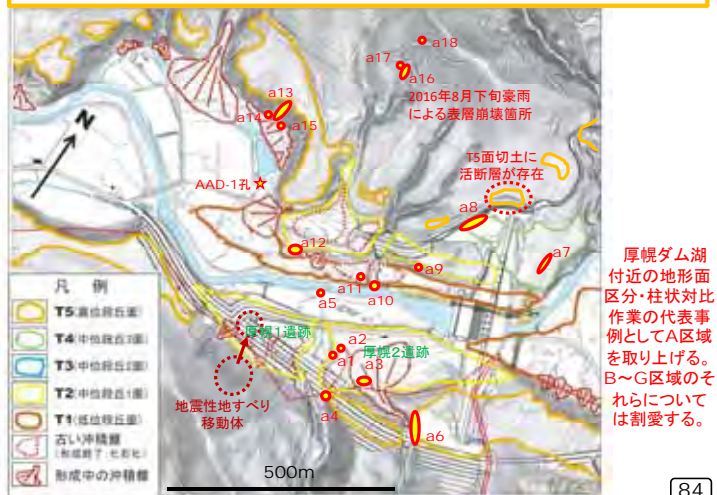 a18
a17
a16
a13
2016年8月下旬豪雨
による表層崩壊箇所
a14
a15
N
T5面切土に
活断層が存在
AAD-1孔
a8
a12
a7
a9
a11
a10
a5
厚幌ダム湖
付近の地形面
区分・柱状対比
作業の代表事
例としてA区域
を取り上げる。
B～G区域のそ
れらについて
は割愛する。
凡 例
T5(高位段丘面)
T4(中位段丘3面)
T3(中位段丘2面)
T2(中位段丘1面)
T1(低位段丘面)
古い沖積錐
形成中の沖積錐
厚幌1遺跡
a2
厚幌2遺跡
a1
a3
地震性地すべり
移動体
a4
a6
500m
84